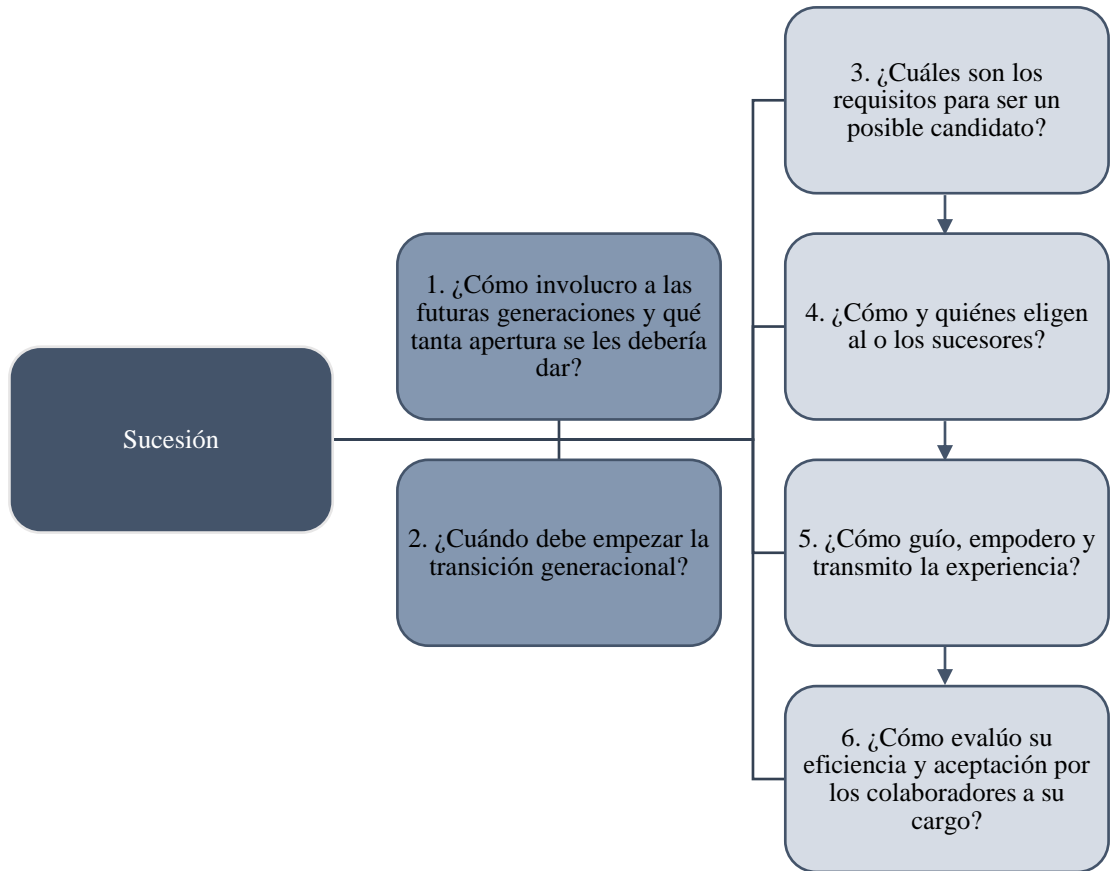 Sucesión
1. ¿Cómo involucro a las
futuras generaciones y qué
tanta apertura se les debería
dar?
2. ¿Cuándo debe empezar la
transición generacional?
3. ¿Cuáles son los
requisitos para ser un
posible candidato?
4. ¿Cómo y quiénes eligen
al o los sucesores?
5. ¿Cómo guío, empodero y
transmito la experiencia?
6. ¿Cómo evalúo su
eficiencia y aceptación por
los colaboradores a su
cargo?